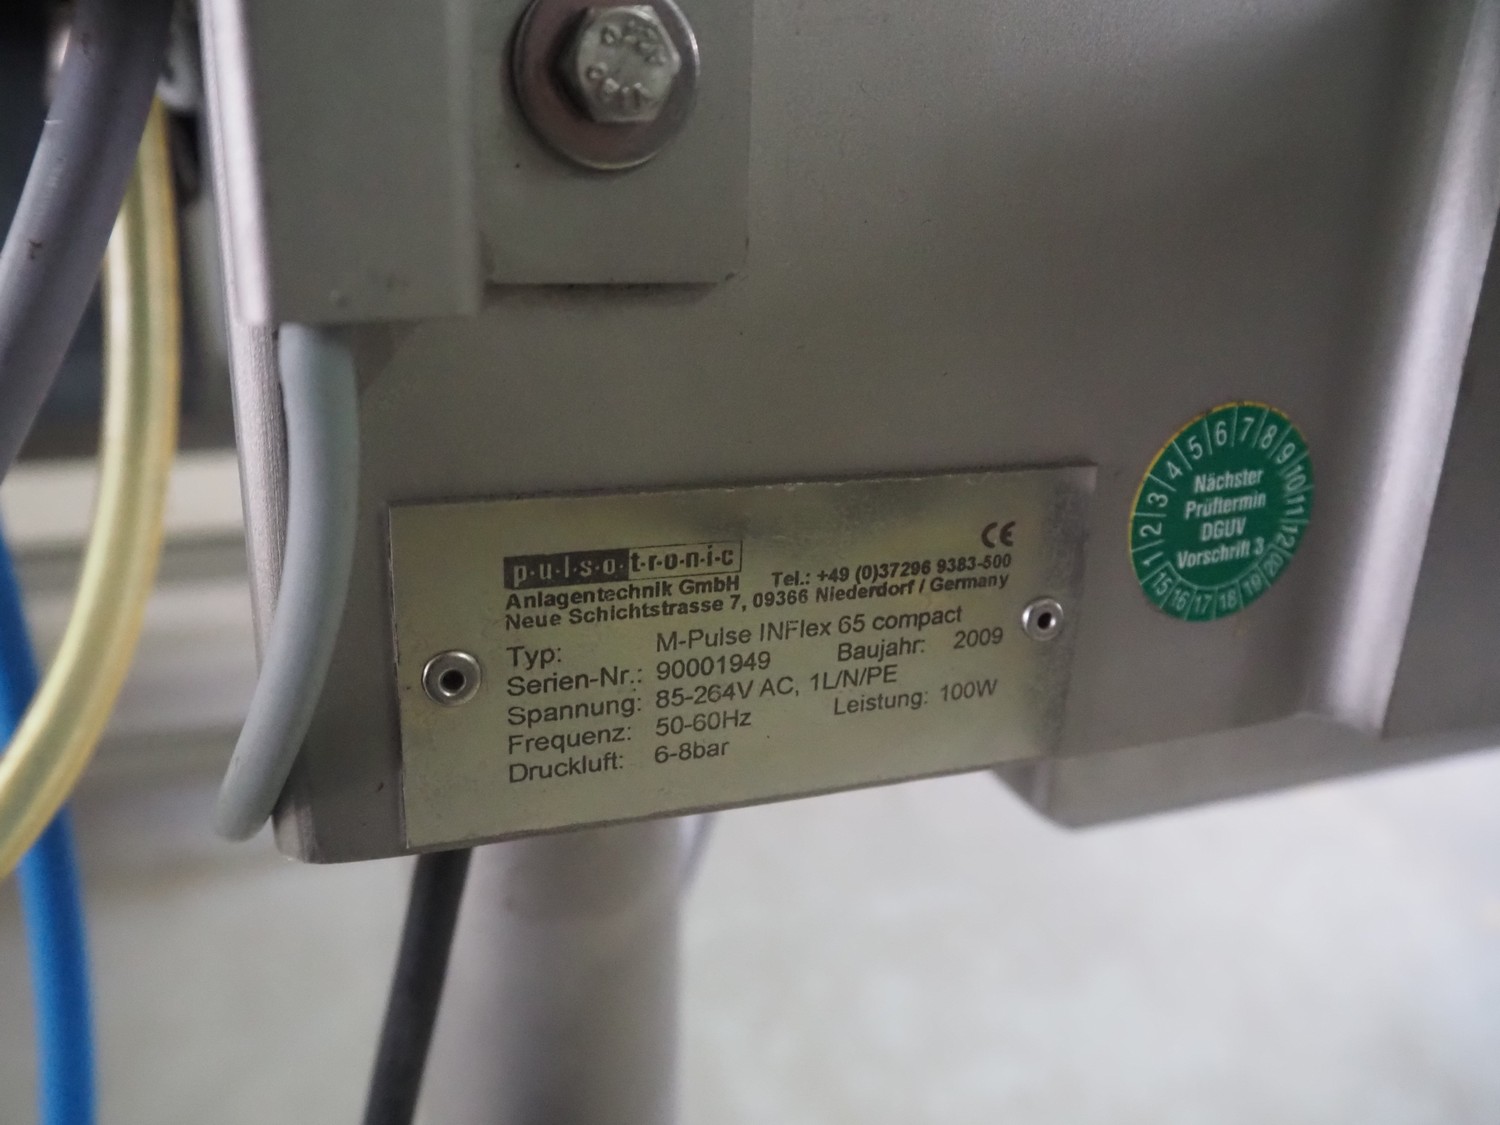 CE
p·u·l·s·o·t·r·o·n·i·c
Anlagentechnik GmbH Tel.: +49 (0)37296 9383-500
Neue Schichtstrasse 7, 09366 Niederdorf / Germany
Typ: M-Pulse INFlex 65 compact
Serien-Nr.: 90001949 Baujahr: 2009
Spannung: 85-264V AC, 1L/N/PE
Frequenz: 50-60Hz Leistung: 100W
Druckluft: 6-8bar
1 2 3 4 5 6 7 8 9 10 11 12
Nächster
Prüftermin
DGUV
Vorschrift 3
15 16 17 18 19 20